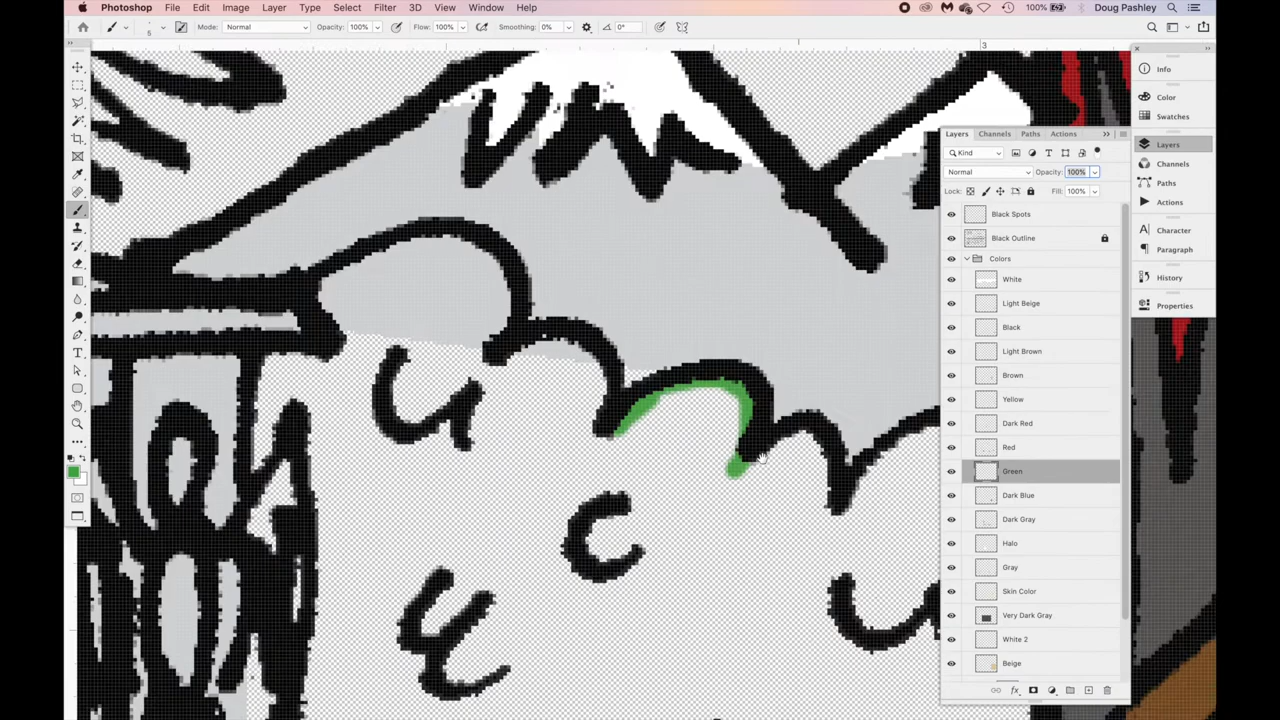 Photoshop File Edit Image Layer Type Select Filter 3D View Window Help 100% Doug Pashley
5 Mode: Normal Opacity: 100% Flow: 100% Smoothing: 0% 0°
3
Info
Color
Swatches
Layers
Channels
Paths
Actions
Character
Paragraph
History
Properties
Layers Channels Paths Actions
Kind
Normal Opacity: 100%
Lock: Fill: 100%
Black Spots
Black Outline
Colors
White
Light Beige
Black
Light Brown
Brown
Yellow
Dark Red
Red
Green
Dark Blue
Dark Gray
Halo
Gray
Skin Color
Very Dark Gray
White 2
Beige
fx